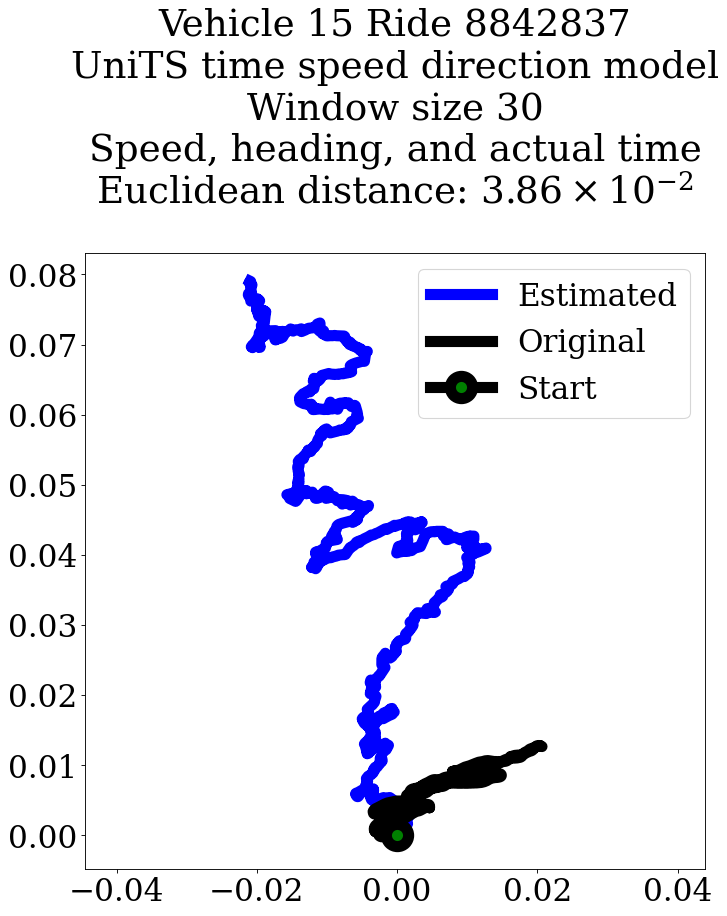 Vehicle 15 Ride 8842837
UniTS time speed direction model
Window size 30
Speed, heading, and actual time
Euclidean distance: 3.86 × 10⁻²
Estimated
Original
Start
0.08
0.07
0.06
0.05
0.04
0.03
0.02
0.01
0.00
−0.04 −0.02 0.00 0.02 0.04